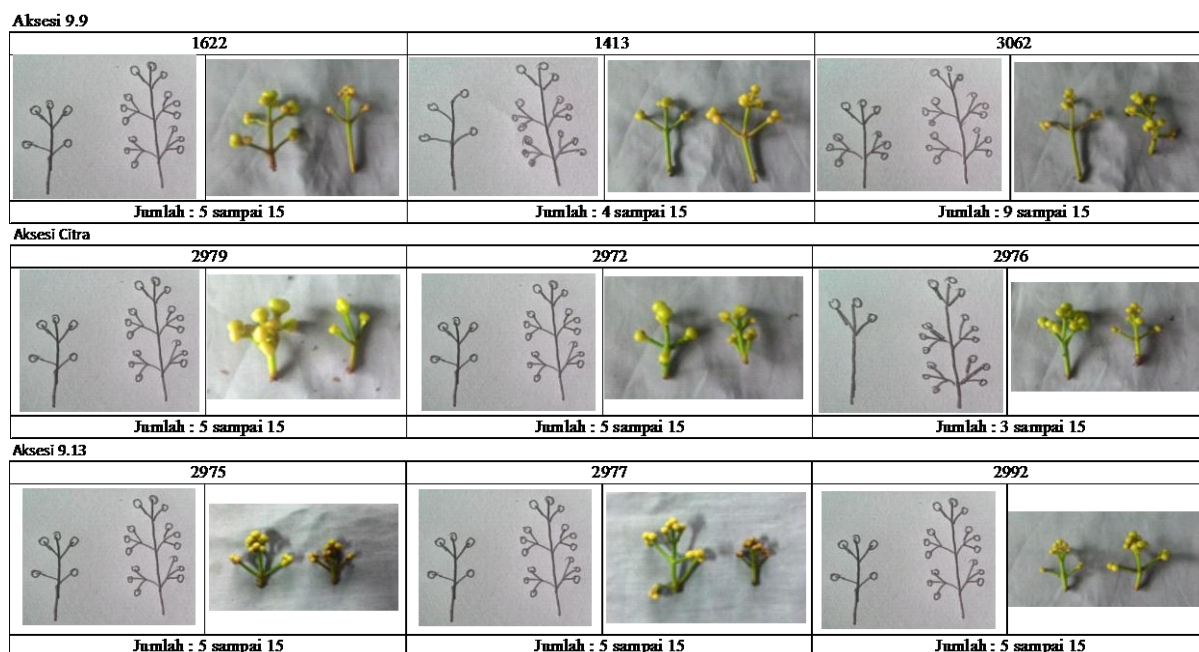 Aksesi 9.9
1622 1413 3062
Jumlah : 5 sampai 15 Jumlah : 4 sampai 15 Jumlah : 9 sampai 15
Aksesi Citra
2979 2972 2976
Jumlah : 5 sampai 15 Jumlah : 5 sampai 15 Jumlah : 3 sampai 15
Aksesi 9.13
2975 2977 2992
Jumlah : 5 sampai 15 Jumlah : 5 sampai 15 Jumlah : 5 sampai 15